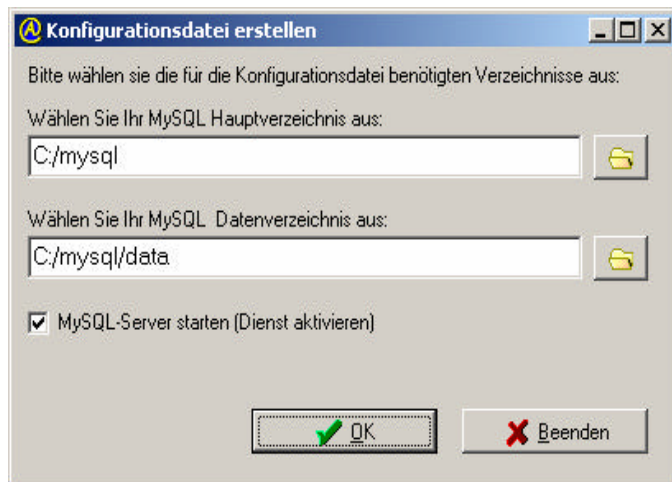 Konfigurationsdatei erstellen
Bitte wählen sie die für die Konfigurationsdatei benötigten Verzeichnisse aus:
Wählen Sie Ihr MySQL Hauptverzeichnis aus:
C:/mysql
Wählen Sie Ihr MySQL Datenverzeichnis aus:
C:/mysql/data
MySQL-Server starten (Dienst aktivieren)
OK
Beenden